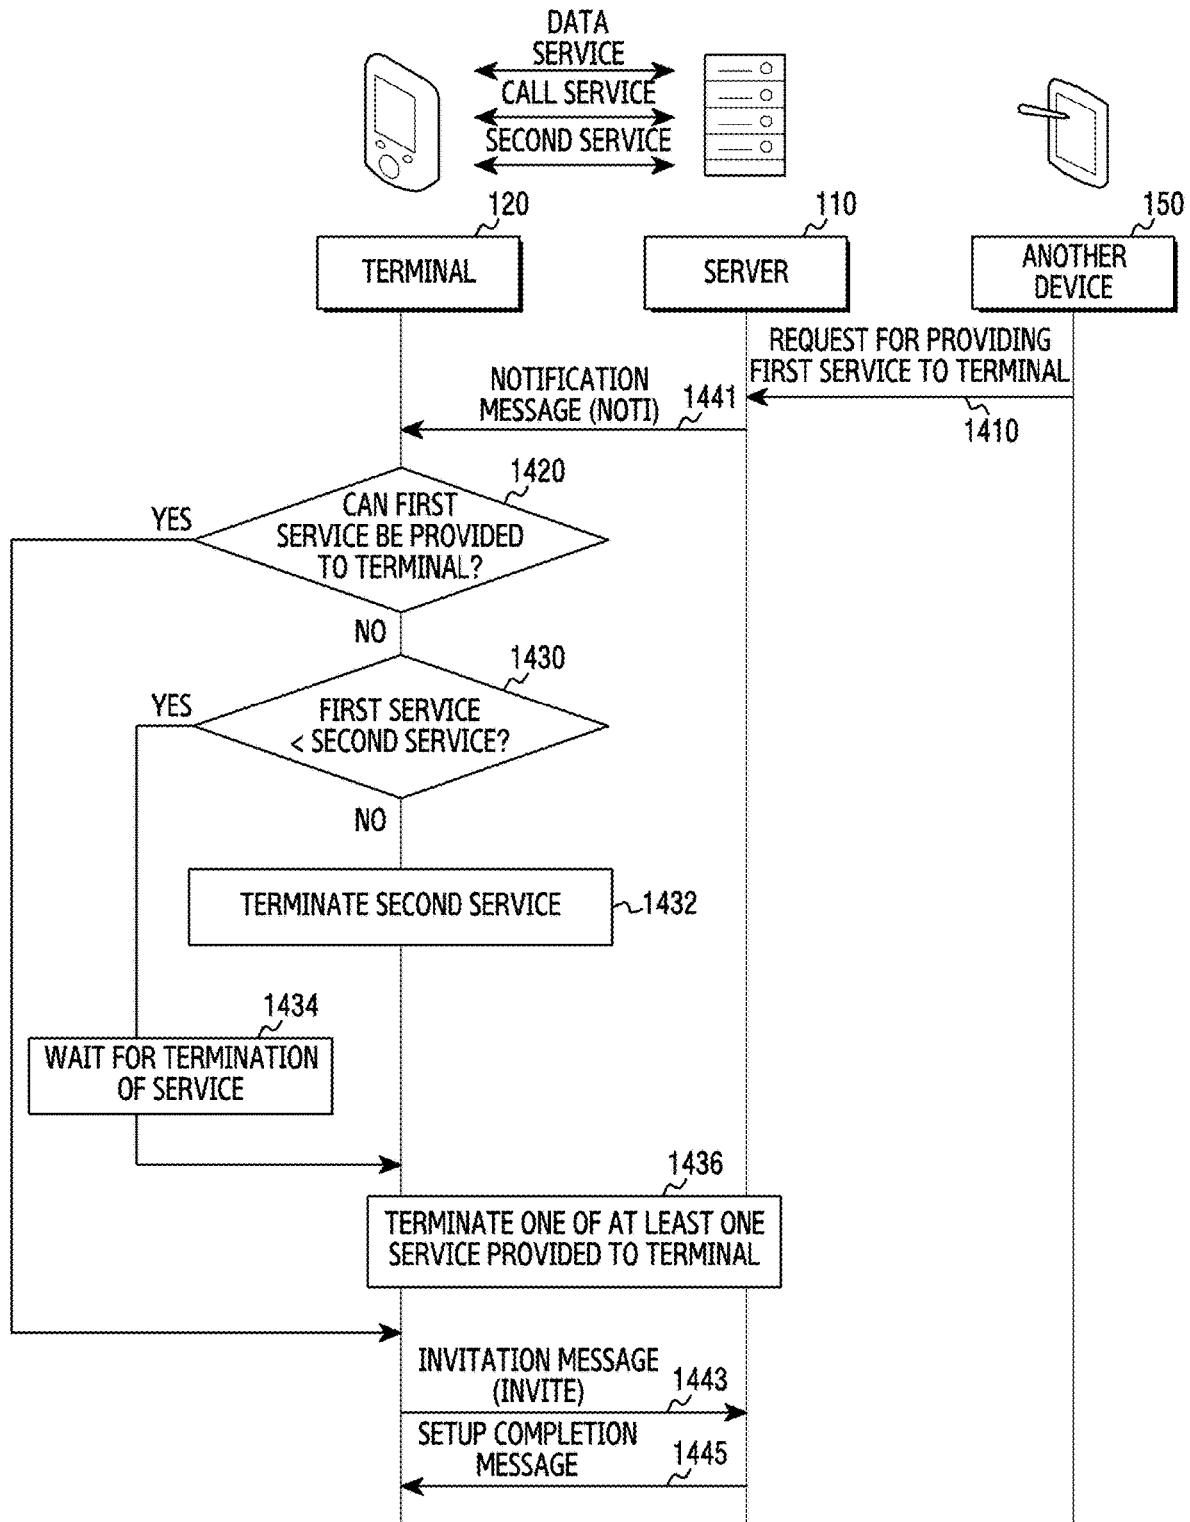 DATA
SERVICE
CALL SERVICE
SECOND SERVICE
120
110
150
TERMINAL
SERVER
ANOTHER
DEVICE
REQUEST FOR PROVIDING
FIRST SERVICE TO TERMINAL
1410
NOTIFICATION
MESSAGE (NOTI)
1441
1420
YES
CAN FIRST
SERVICE BE PROVIDED
TO TERMINAL?
NO
1430
YES
FIRST SERVICE
< SECOND SERVICE?
NO
TERMINATE SECOND SERVICE
1432
1434
WAIT FOR TERMINATION
OF SERVICE
1436
TERMINATE ONE OF AT LEAST ONE
SERVICE PROVIDED TO TERMINAL
INVITATION MESSAGE
(INVITE)
1443
SETUP COMPLETION
MESSAGE
1445